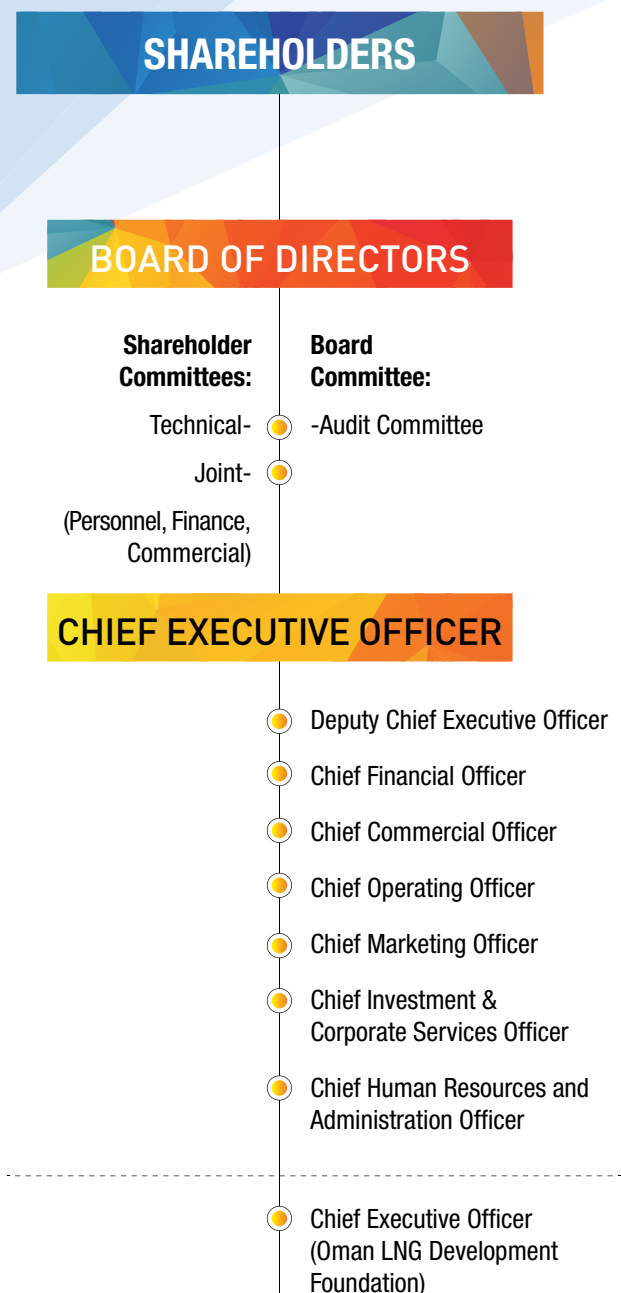 SHAREHOLDERS
BOARD OF DIRECTORS
Shareholder
Committees:
Technical-
Joint-
(Personnel, Finance,
Commercial)
Board
Committee:
-Audit Committee
CHIEF EXECUTIVE OFFICER
Deputy Chief Executive Officer
Chief Financial Officer
Chief Commercial Officer
Chief Operating Officer
Chief Marketing Officer
Chief Investment &
Corporate Services Officer
Chief Human Resources and
Administration Officer
Chief Executive Officer
(Oman LNG Development
Foundation)